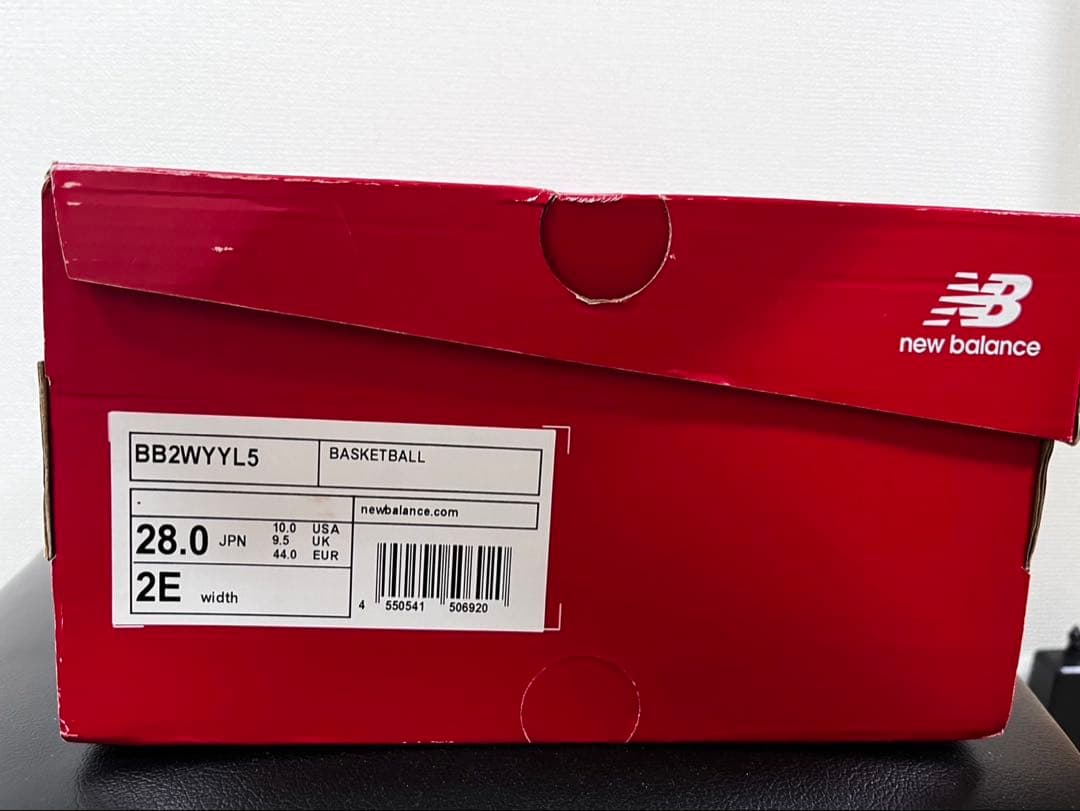 NB
new balance
BB2WYYL5
BASKETBALL
-
newbalance.com
28.0 JPN
10.0 USA
9.5 UK
44.0 EUR
2E width
4 550541 506920